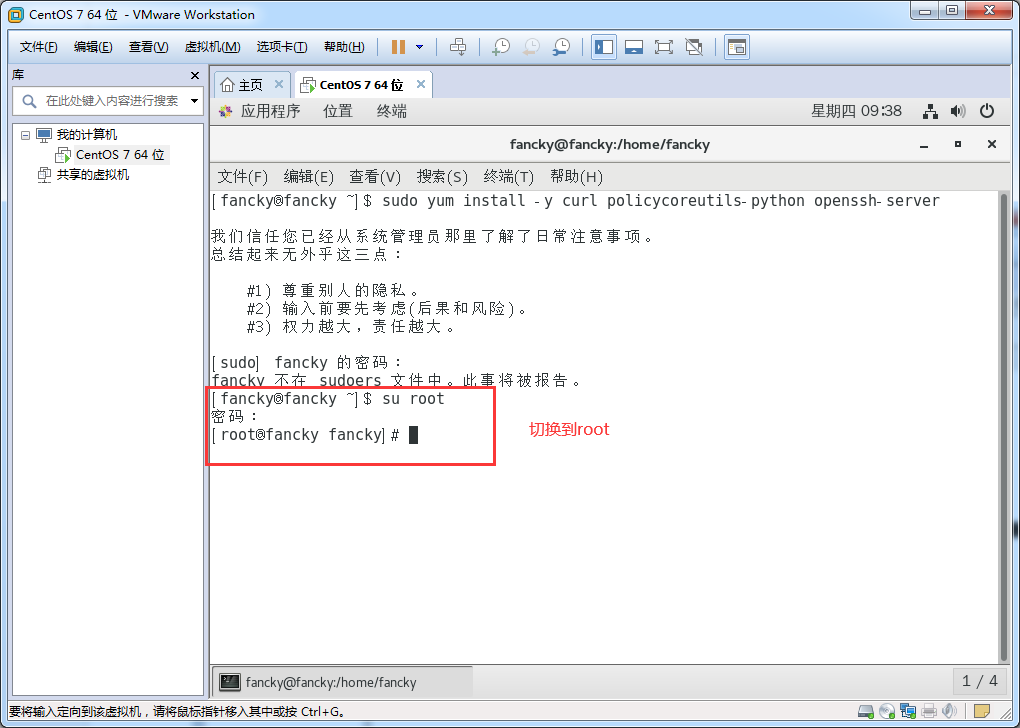 CentOS 7 64 位 - VMware Workstation
文件(F) 编辑(E) 查看(V) 虚拟机(M) 选项卡(T) 帮助(H)
库
在此处键入内容进行搜索
我的计算机
CentOS 7 64 位
共享的虚拟机
主页 CentOS 7 64 位
应用程序 位置 终端 星期四 09:38
fancky@fancky:/home/fancky
文件(F) 编辑(E) 查看(V) 搜索(S) 终端(T) 帮助(H)
[fancky@fancky ~]$ sudo yum install -y curl policycoreutils-python openssh-server
我们信任您已经从系统管理员那里了解了日常注意事项。
总结起来无外乎这三点：
#1) 尊重别人的隐私。
#2) 输入前要先考虑(后果和风险)。
#3) 权力越大，责任越大。
[sudo] fancky 的密码：
fancky 不在 sudoers 文件中。此事将被报告。
[fancky@fancky ~]$ su root
密码：
[root@fancky fancky]#
切换到root
fancky@fancky:/home/fancky
1 / 4
要将输入定向到该虚拟机，请将鼠标指针移入其中或按 Ctrl+G。